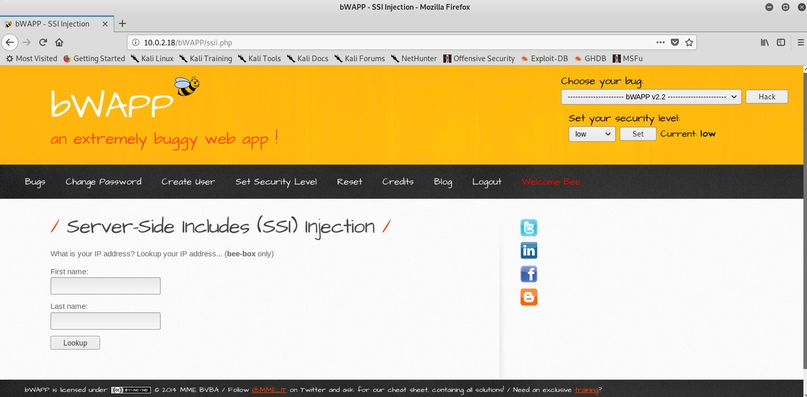 bWAPP - SSI Injection - Mozilla Firefox
bWAPP - SSI Injection
10.0.2.18/bWAPP/ssii.php
Most Visited Getting Started Kali Linux Kali Training Kali Tools Kali Docs Kali Forums NetHunter Offensive Security Exploit-DB GHDB MSFu
Choose your bug:
---------------------- bWAPP v2.2 ----------------------- Hack
bWAPP
Set your security level:
an extremely buggy web app !
low Set Current: low
Bugs Change Password Create User Set Security Level Reset Credits Blog Logout Welcome Bee
/ Server-Side Includes (SSI) Injection /
What is your IP address? Lookup your IP address... (bee-box only)
First name:
Last name:
Lookup
bWAPP is licensed under (cc) BY-NC-ND © 2014 MME BVBA / Follow @MME_IT on Twitter and ask for our cheat sheet, containing all solutions! / Need an exclusive training?